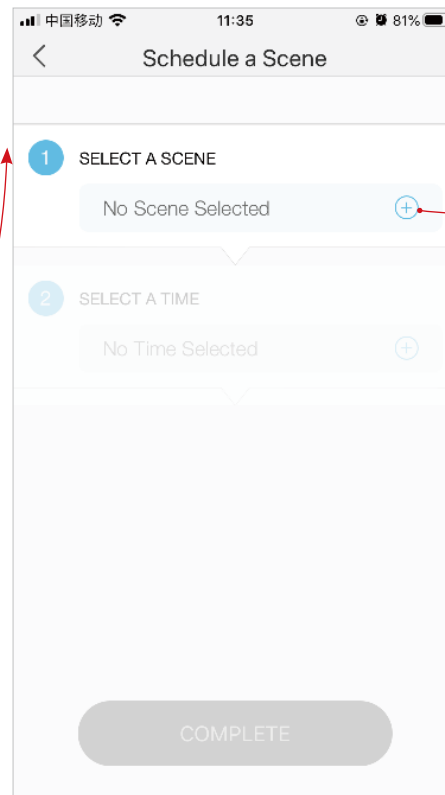 中国移动 11:35 81%
Schedule a Scene
1 SELECT A SCENE
No Scene Selected
2 SELECT A TIME
No Time Selected
COMPLETE